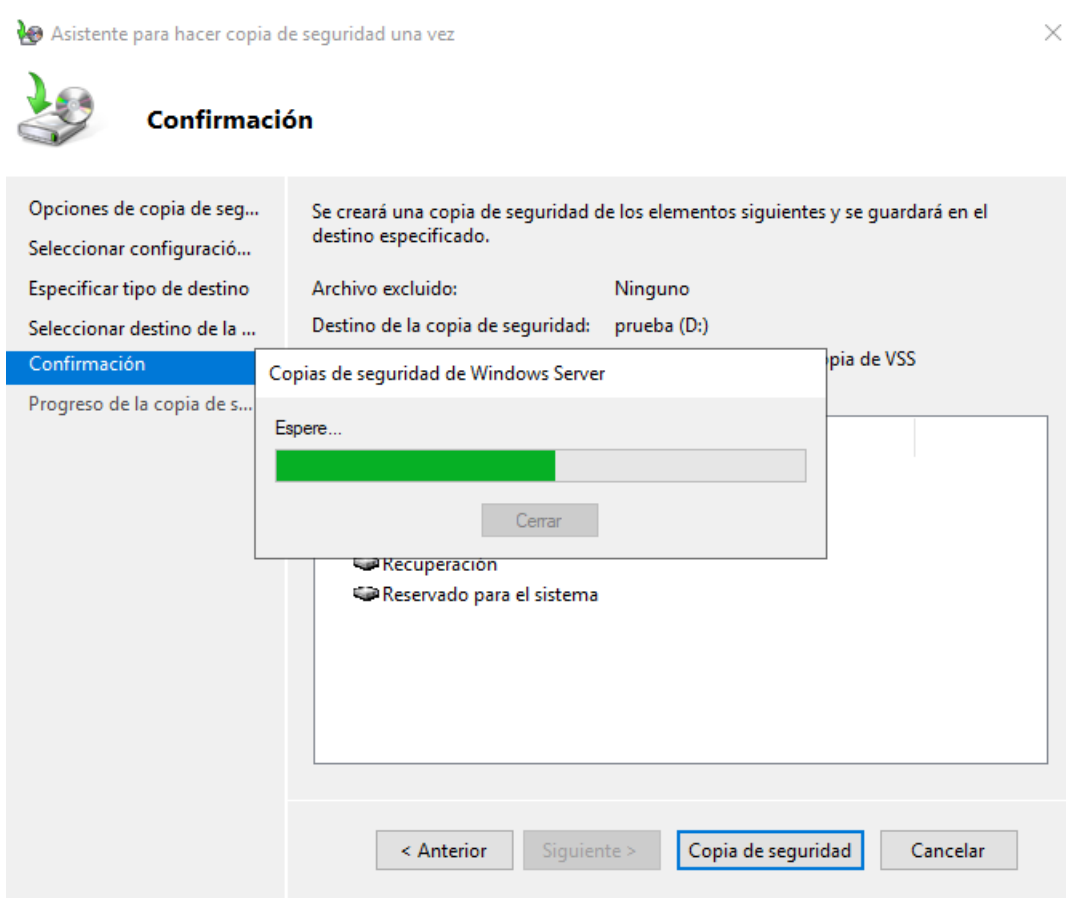 Asistente para hacer copia de seguridad una vez
Confirmación
Opciones de copia de seg...
Seleccionar configuració...
Especificar tipo de destino
Seleccionar destino de la ...
Confirmación
Progreso de la copia de s...
Se creará una copia de seguridad de los elementos siguientes y se guardará en el
destino especificado.
Archivo excluido: Ninguno
Destino de la copia de seguridad: prueba (D:)
de VSS
Copias de seguridad de Windows Server
Espere...
Cerrar
Recuperación
Reservado para el sistema
< Anterior
Siguiente >
Copia de seguridad
Cancelar